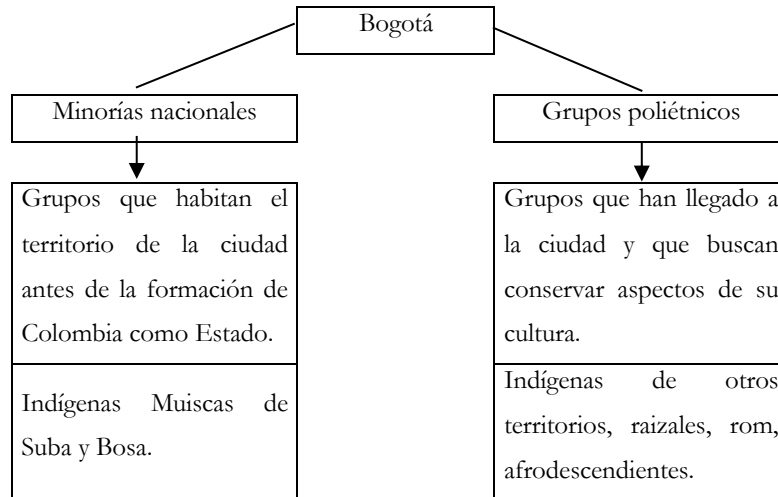 Bogotá
Minorías nacionales
Grupos que habitan el
territorio de la ciudad
antes de la formación de
Colombia como Estado.
Indígenas Muiscas de
Suba y Bosa.
Grupos poliétnicos
Grupos que han llegado a
la ciudad y que buscan
conservar aspectos de su
cultura.
Indígenas de otros
territorios, raizales, rom,
afrodescendientes.